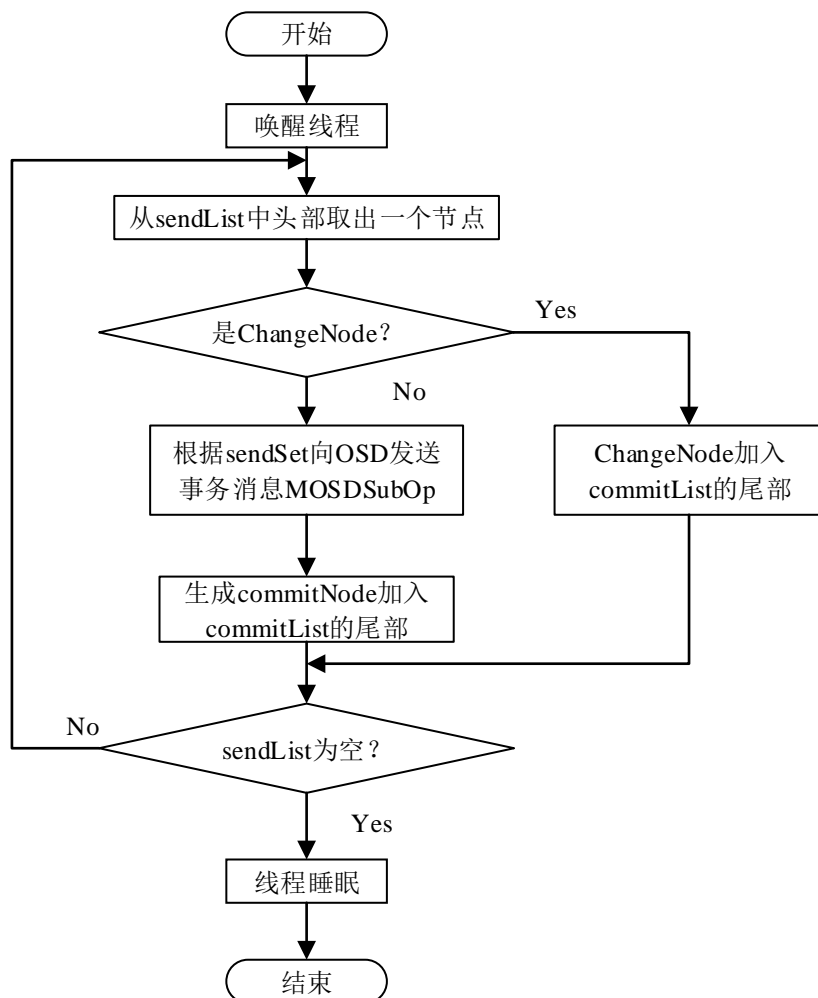 开始
唤醒线程
从sendList中头部取出一个节点
是ChangeNode？
Yes
No
根据sendSet向OSD发送
事务消息MOSDSubOp
ChangeNode加入
commitList的尾部
生成commitNode加入
commitList的尾部
No
sendList为空？
Yes
线程睡眠
结束